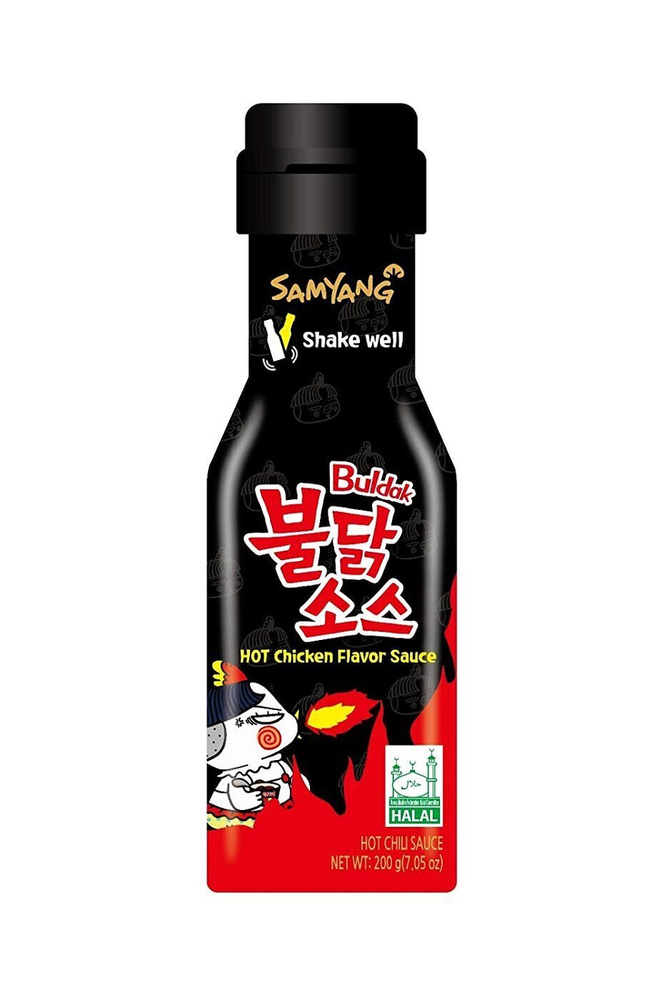 SAMYANG
Shake well
Buldak
불닭
소스
HOT Chicken Flavor Sauce
حلال
HALAL
HOT CHILI SAUCE
NET WT: 200 g(7,05 oz)